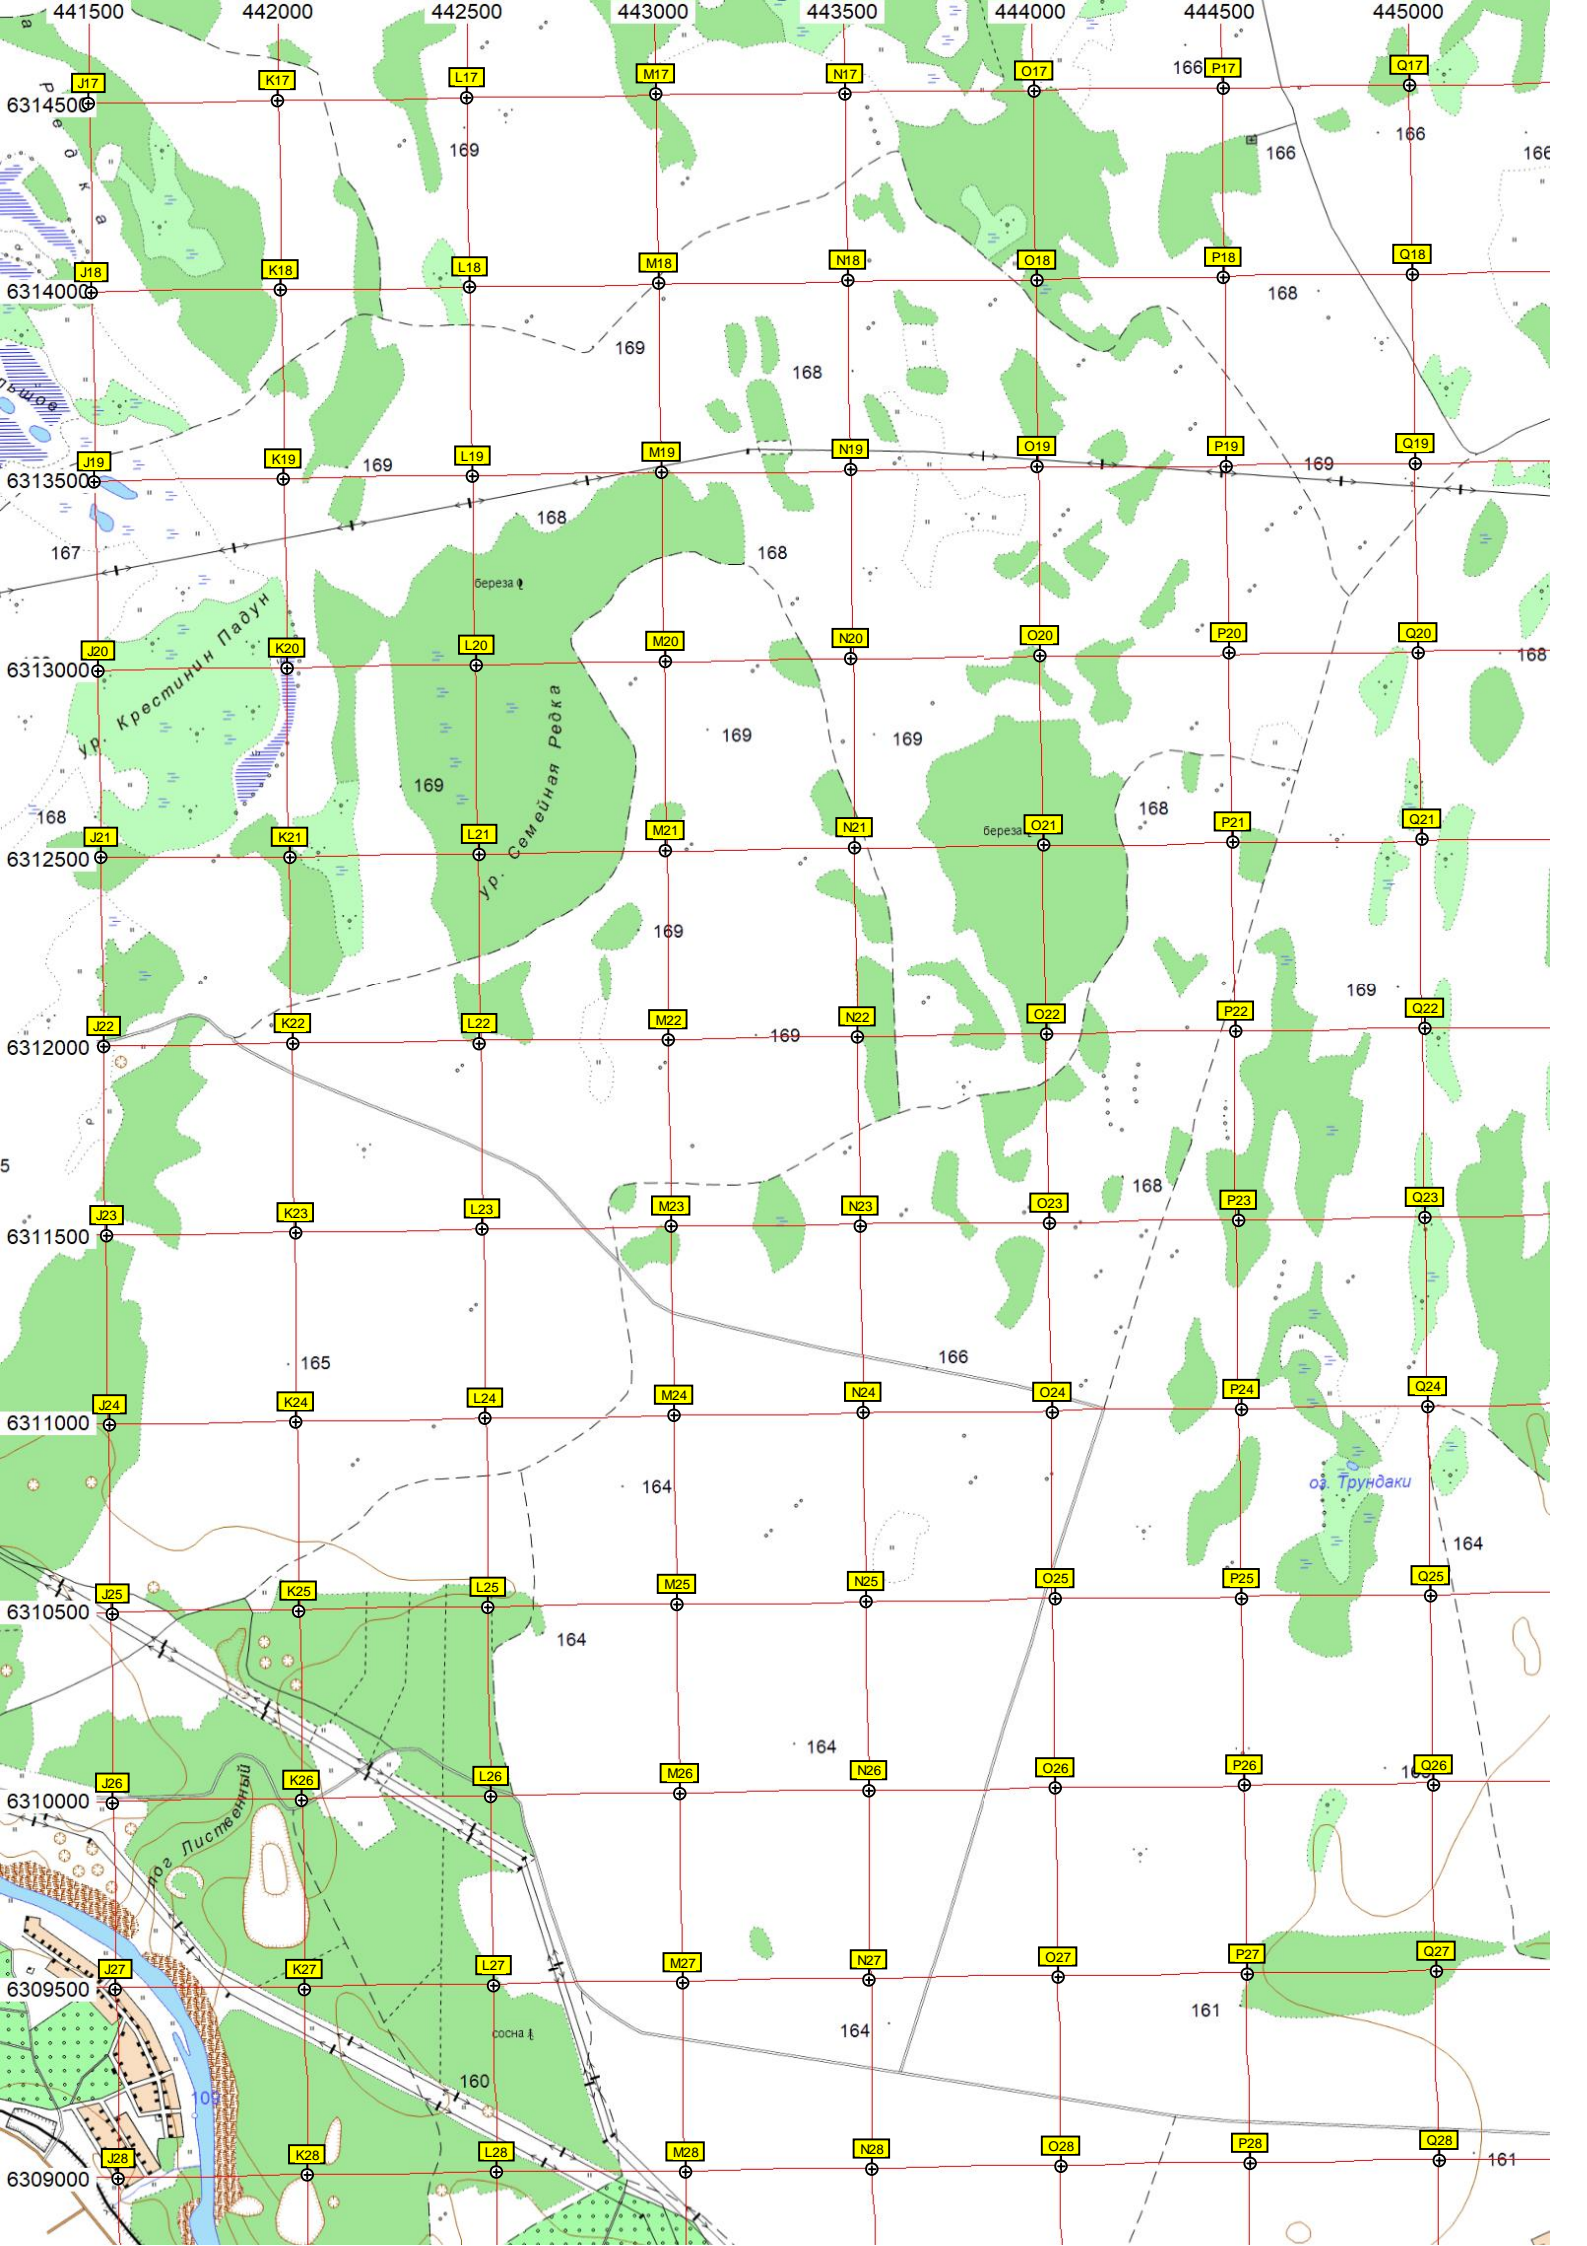 441500 442000 442500 443000 443500 444000 444500 445000
а
Редка
J17 K17 L17 M17 N17 O17 166 P17 Q17
6314500
169 166 166 166
J18 K18 L18 M18 N18 O18 P18 Q18
6314000
168
169 168
J19 K19 L19 M19 N19 O19 P19 Q19
6313500
169 169
168
167 168
береза
ур. Крестинин Падун
J20 K20 L20 M20 N20 O20 P20 Q20
6313000
168
ур. Семейная Редка
169 169
169 168
168
береза
J21 K21 L21 M21 N21 O21 P21 Q21
6312500
169
169
J22 K22 L22 M22 N22 O22 P22 Q22
6312000
169
5
168
J23 K23 L23 M23 N23 O23 P23 Q23
6311500
165 166
J24 K24 L24 M24 N24 O24 P24 Q24
6311000
164 оз. Трундаки
164
J25 K25 L25 M25 N25 O25 P25 Q25
6310500
164
164
J26 K26 L26 M26 N26 O26 P26 Q26
6310000
лог Лиственный
J27 K27 L27 M27 N27 O27 P27 Q27
6309500
161
сосна 164
160
109
J28 K28 L28 M28 N28 O28 P28 Q28
6309000
161